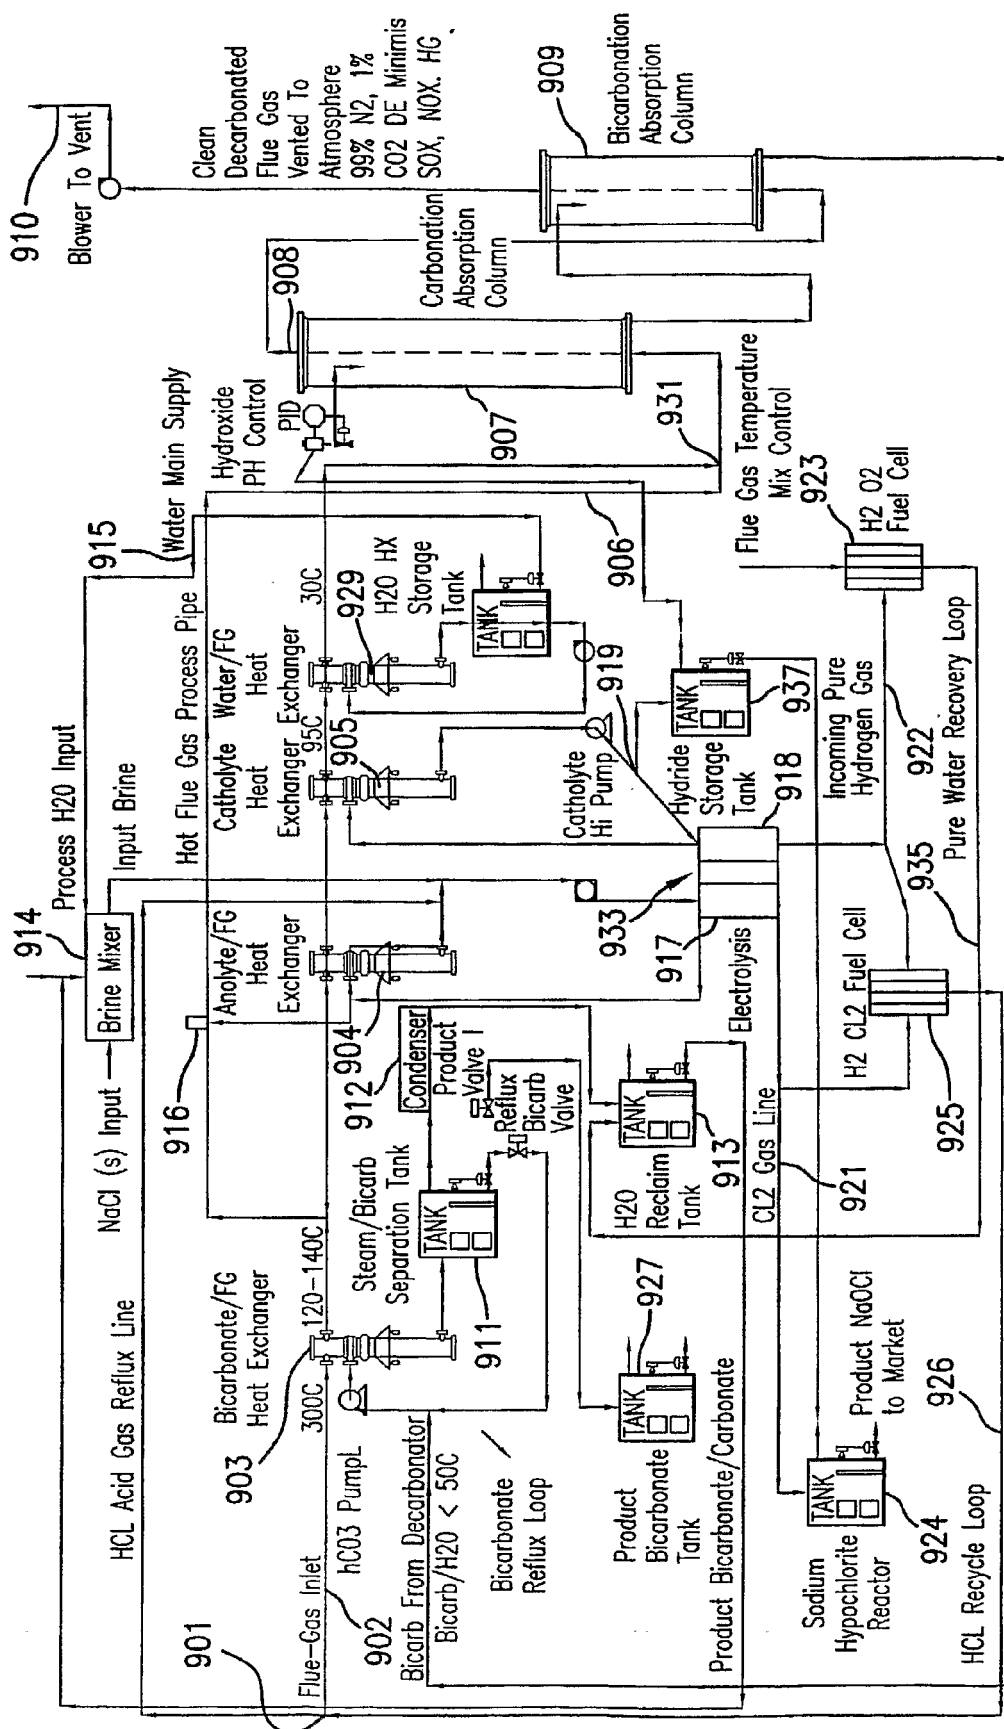 910
Blower To Vent
Clean
Decarbonated
Flue Gas
Vented To
Atmosphere
99% N2, 1%
CO2 DE Minimis
SOX, NOX. HG
909
Bicarbonation
Absorption
Column
908
Carbonation
Absorption
Column
907
931
PID
Hydroxide
PH Control
Water Main Supply
915
Process H2O Input
914
Input Brine
Brine Mixer
NaCl (s) Input
916
HCL Acid Gas Reflux Line
Hot Flue Gas Process Pipe
Water/FG
Heat
Exchanger
30C
929
95C
Catholyte
Heat
Exchanger
905
Anolyte/FG
Heat
Exchanger
904
120-140C
Bicarbonate/FG
Heat Exchanger
300C
903
Flue-Gas Inlet
902
901
hCO3 PumpL
H2O HX
Storage
Tank
TANK
906
919
Catholyte
Hi Pump
TANK
937
Hydride
Storage
Tank
918
933
917
Electrolysis
912
Condenser
Product
Valve I
Reflux
Bicarb
Valve
Steam/Bicarb
Separation Tank
TANK
911
Bicarb From Decarbonator
Bicarb/H2O < 50C
Bicarbonate
Reflux Loop
TANK
913
H2O
Reclaim
Tank
TANK
927
Product
Bicarbonate
Tank
Product Bicarbonate/Carbonate
CL2 Gas Line
921
Flue Gas Temperature
Mix Control
923
H2 O2
Fuel Cell
Incoming Pure
Hydrogen Gas
922
Pure Water Recovery Loop
935
H2 CL2 Fuel Cell
925
TANK
924
Sodium
Hypochlorite
Reactor
Product NaOCl
to Market
926
HCL Recycle Loop